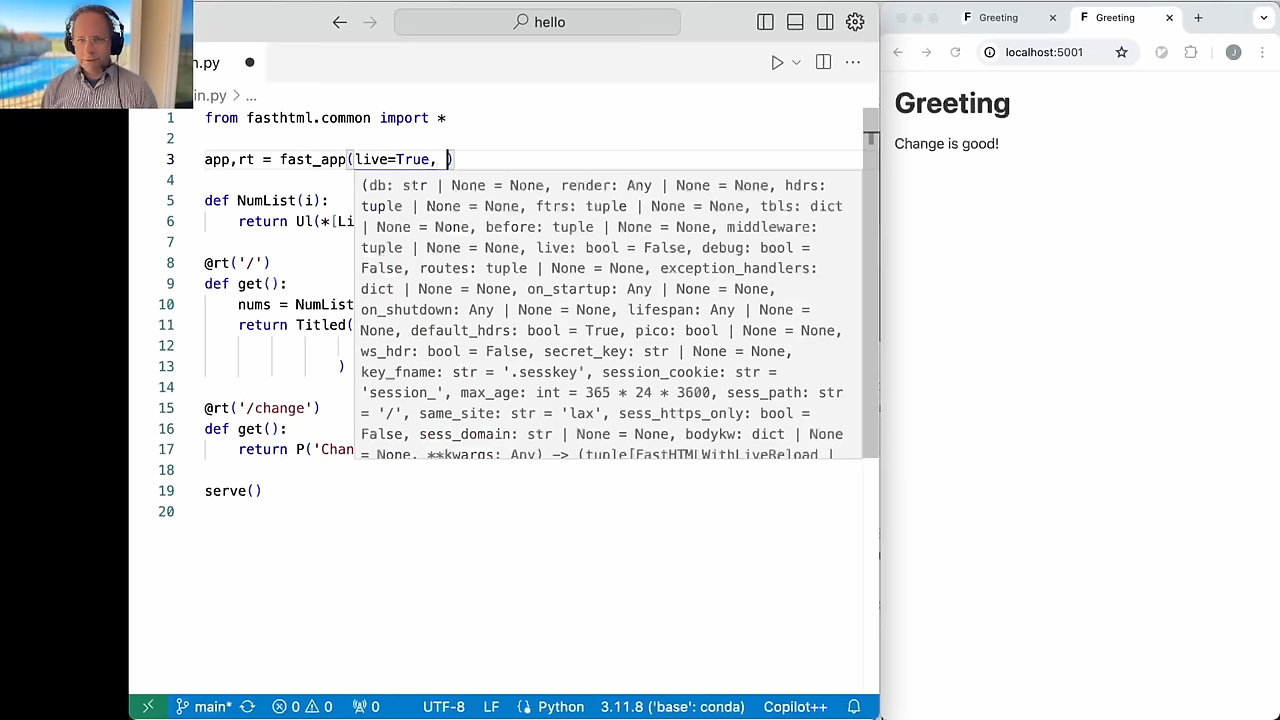 hello
Greeting
Greeting
n.py
localhost:5001
in.py > ...
1 from fasthtml.common import *
2
3 app,rt = fast_app(live=True, )
4
5 def NumList(i):
6 return Ul(*[Li
7
8 @rt('/')
9 def get():
10 nums = NumList
11 return Titled(
12
13 )
14
15 @rt('/change')
16 def get():
17 return P('Chan
18
19 serve()
20
(db: str | None = None, render: Any | None = None, hdrs:
tuple | None = None, ftrs: tuple | None = None, tbls: dict
| None = None, before: tuple | None = None, middleware:
tuple | None = None, live: bool = False, debug: bool =
False, routes: tuple | None = None, exception_handlers:
dict | None = None, on_startup: Any | None = None,
on_shutdown: Any | None = None, lifespan: Any | None =
None, default_hdrs: bool = True, pico: bool | None = None,
ws_hdr: bool = False, secret_key: str | None = None,
key_fname: str = '.sesskey', session_cookie: str =
'session_', max_age: int = 365 * 24 * 3600, sess_path: str
= '/', same_site: str = 'lax', sess_https_only: bool =
False, sess_domain: str | None = None, bodykw: dict | None
= None, **kwargs: Any) -> (tuple[FastHTMLWithLiveReload |
Greeting
Change is good!
J
main* 0 0 0 UTF-8 LF Python 3.11.8 ('base': conda) Copilot++